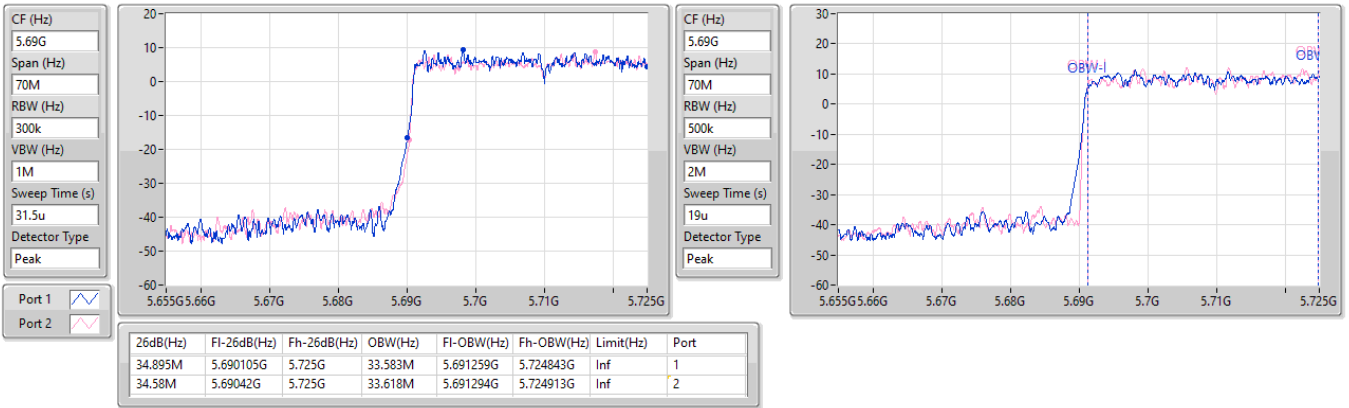 CF (Hz)
5.69G
Span (Hz)
70M
RBW (Hz)
300k
VBW (Hz)
1M
Sweep Time (s)
31.5u
Detector Type
Peak
Port 1
Port 2
20
10
0
-10
-20
-30
-40
-50
-60
5.655G 5.66G 5.67G 5.68G 5.69G 5.7G 5.71G 5.725G
CF (Hz)
5.69G
Span (Hz)
70M
RBW (Hz)
500k
VBW (Hz)
2M
Sweep Time (s)
19u
Detector Type
Peak
30
20
10
0
-10
-20
-30
-40
-50
-60
OBW-l
OBW
5.655G 5.66G 5.67G 5.68G 5.69G 5.7G 5.71G 5.725G
26dB(Hz) Fl-26dB(Hz) Fh-26dB(Hz) OBW(Hz) Fl-OBW(Hz) Fh-OBW(Hz) Limit(Hz) Port
34.895M 5.690105G 5.725G 33.583M 5.691259G 5.724843G Inf 1
34.58M 5.69042G 5.725G 33.618M 5.691294G 5.724913G Inf 2